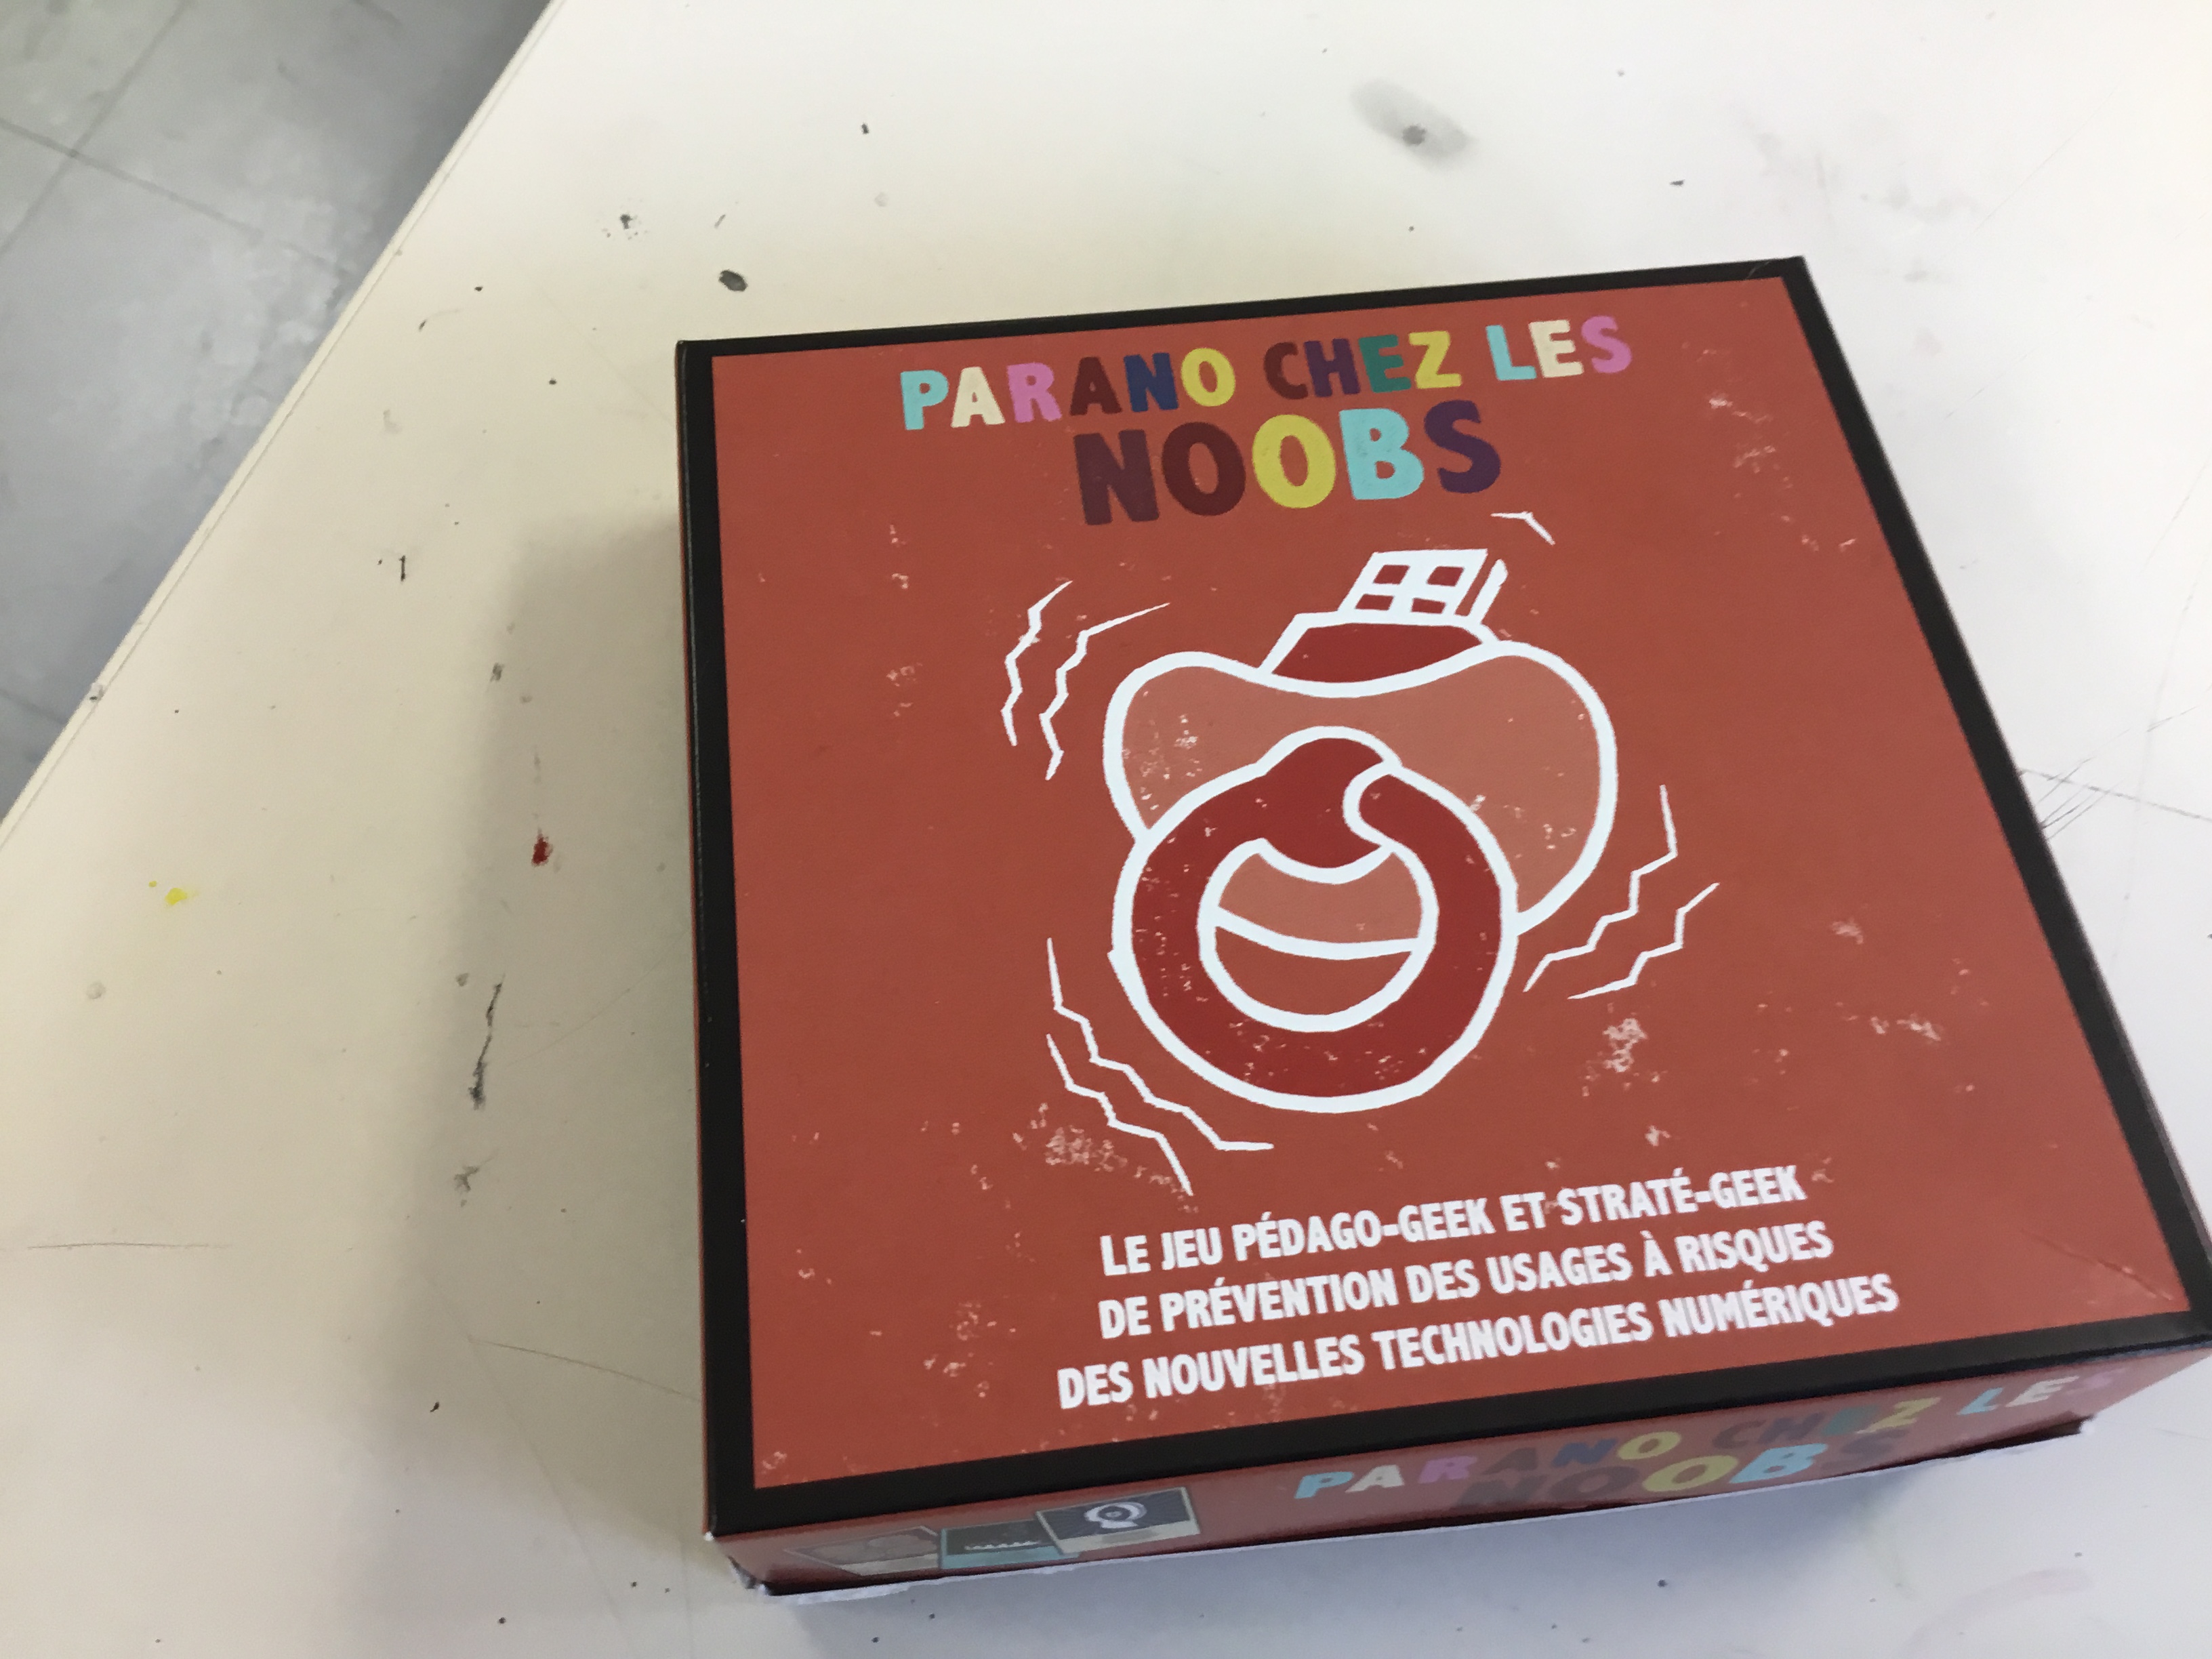 PARANO CHEZ LES
NOOBS
LE JEU PÉDAGO-GEEK ET STRATÉ-GEEK
DE PRÉVENTION DES USAGES À RISQUES
DES NOUVELLES TECHNOLOGIES NUMÉRIQUES
PARANO CHEZ LES
NOOBS